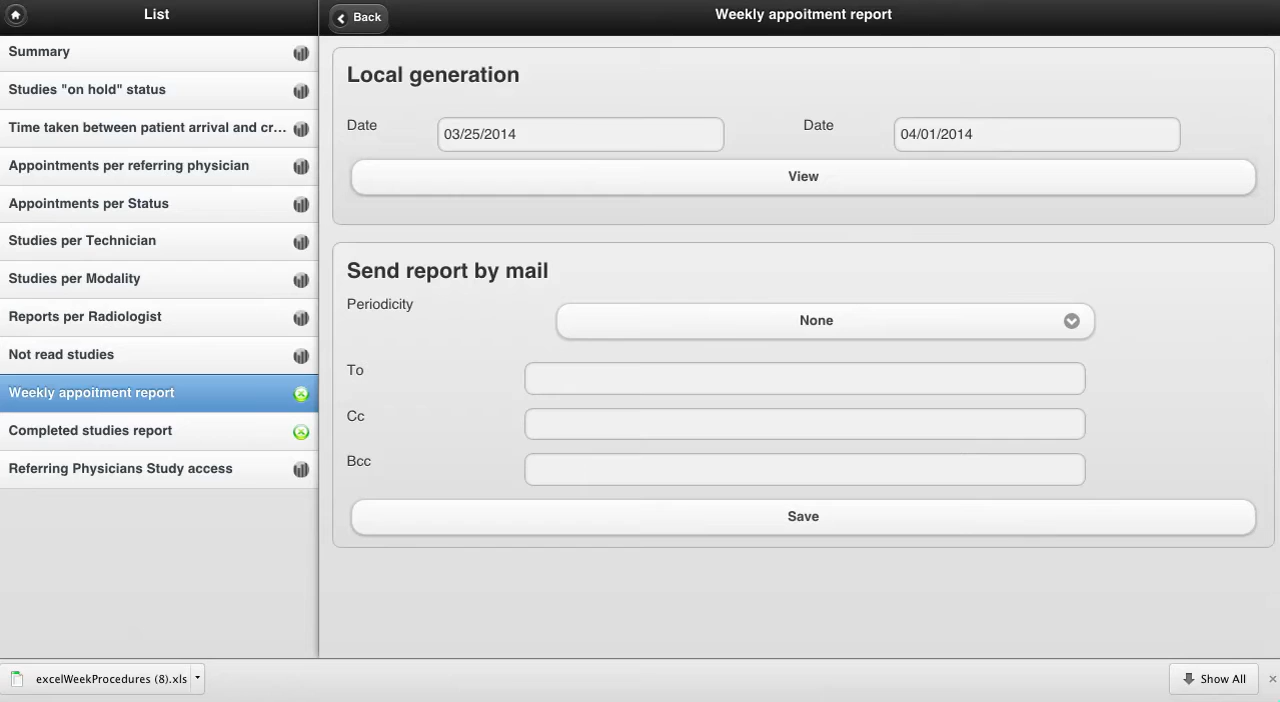 List
Back
Weekly appoitment report
Summary
Studies "on hold" status
Time taken between patient arrival and cr...
Appointments per referring physician
Appointments per Status
Studies per Technician
Studies per Modality
Reports per Radiologist
Not read studies
Weekly appoitment report
Completed studies report
Referring Physicians Study access
Local generation
Date 03/25/2014 Date 04/01/2014
View
Send report by mail
Periodicity None
To
Cc
Bcc
Save
excelWeekProcedures (8).xls
Show All